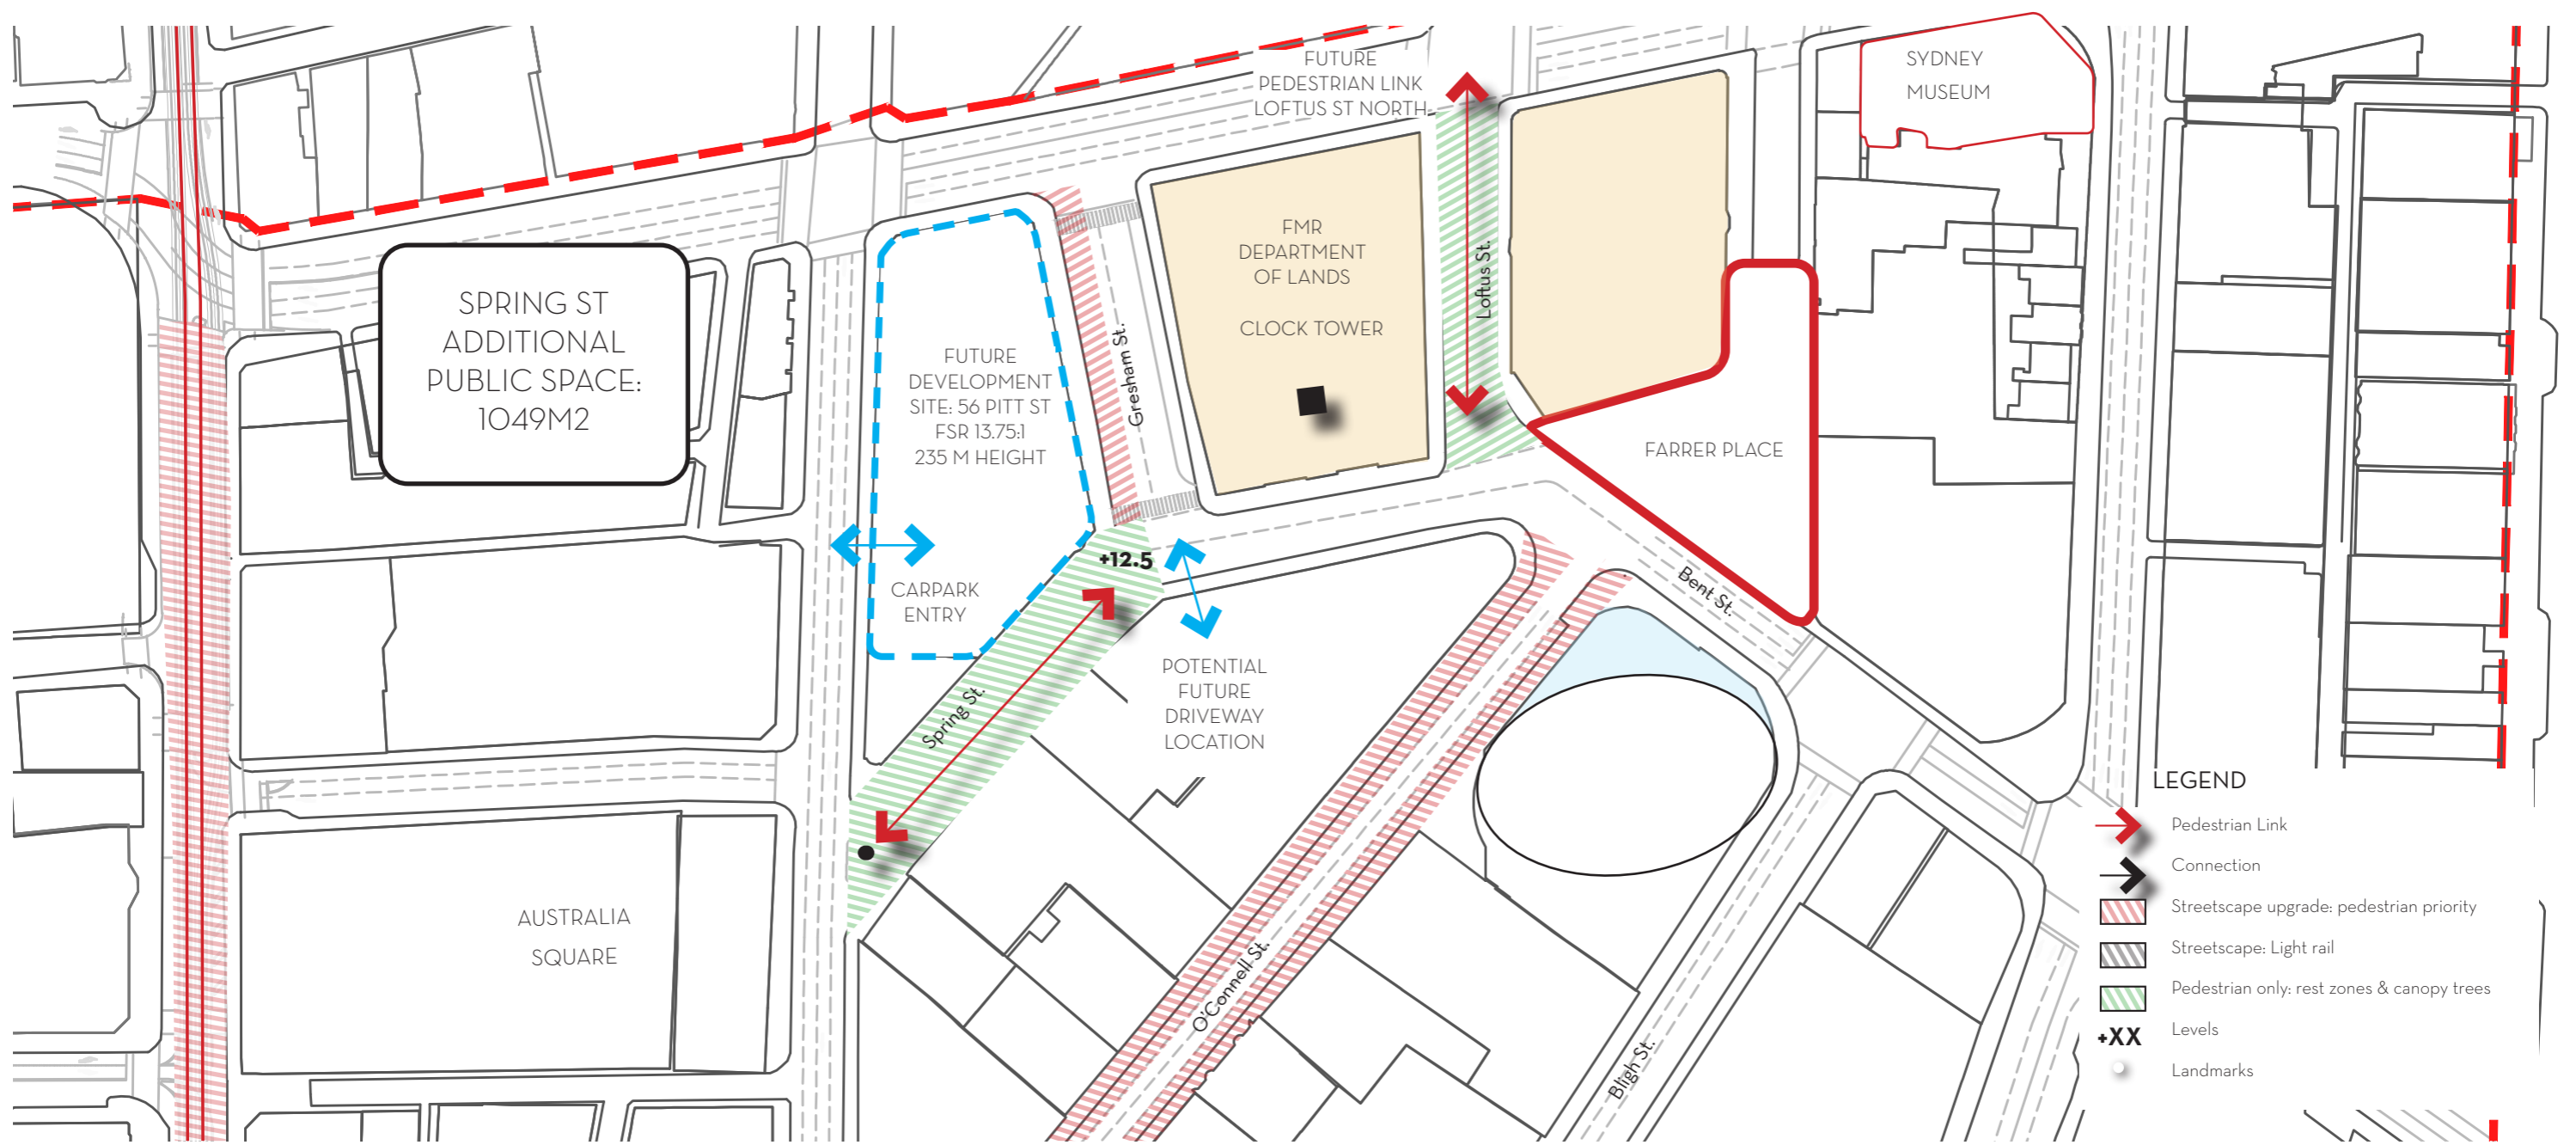 FUTURE
PEDESTRIAN LINK
LOFTUS ST NORTH
SYDNEY
MUSEUM
SPRING ST
ADDITIONAL
PUBLIC SPACE:
1049M2
FMR
DEPARTMENT
OF LANDS
CLOCK TOWER
Loftus St.
Gresham St.
FUTURE
DEVELOPMENT
SITE: 56 PITT ST
FSR 13.75:1
235 M HEIGHT
FARRER PLACE
+12.5
CARPARK
ENTRY
Bent St.
POTENTIAL
FUTURE
DRIVEWAY
LOCATION
Spring St.
AUSTRALIA
SQUARE
O'Connell St.
Bligh St.
LEGEND
Pedestrian Link
Connection
Streetscape upgrade: pedestrian priority
Streetscape: Light rail
Pedestrian only: rest zones & canopy trees
+XX Levels
Landmarks